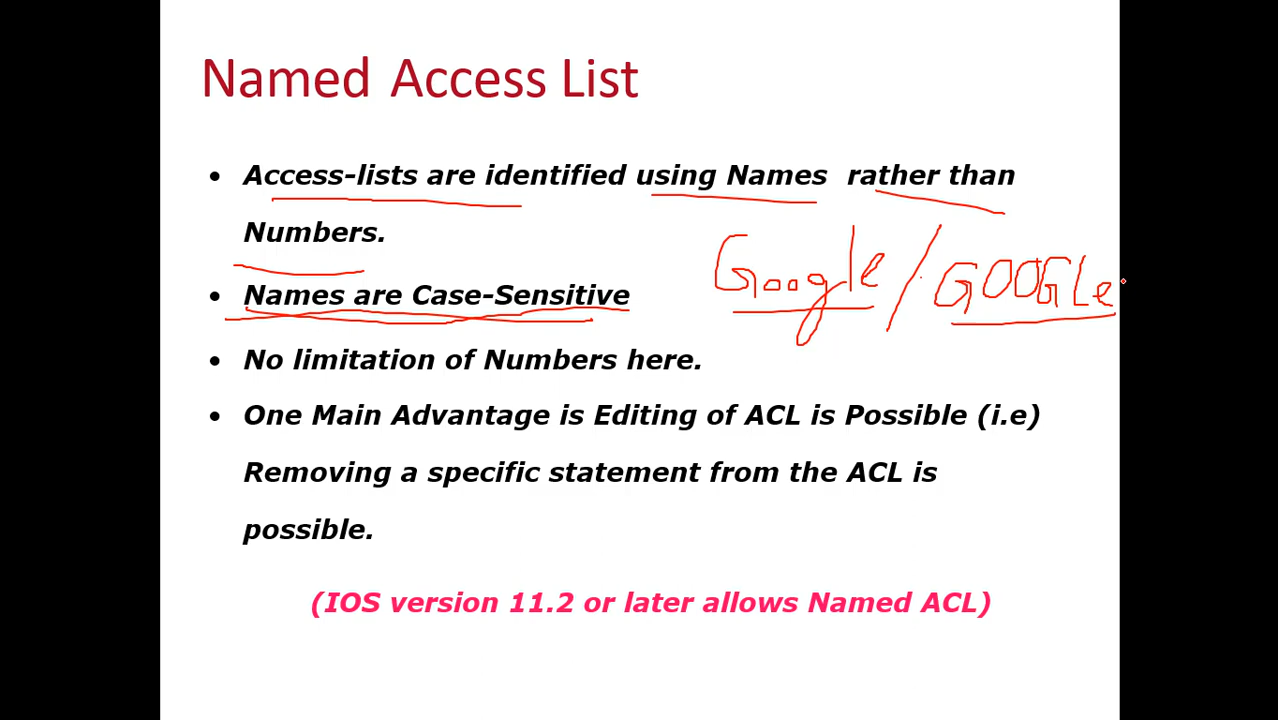 Named Access List
• Access-lists are identified using Names rather than
Numbers.
Google / GOOGLe
• Names are Case-Sensitive
• No limitation of Numbers here.
• One Main Advantage is Editing of ACL is Possible (i.e)
Removing a specific statement from the ACL is
possible.
(IOS version 11.2 or later allows Named ACL)